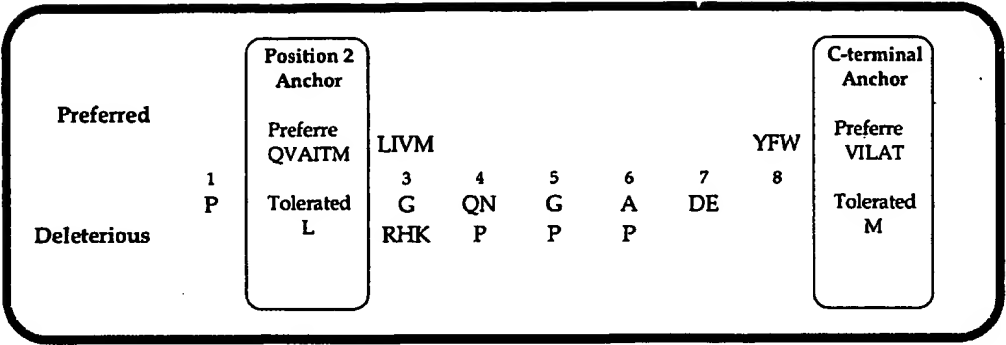 Position 2 C-terminal
Anchor Anchor
Preferred
Preferre Preferre
QVAITM LIVM YFW VILAT
1 3 4 5 6 7 8
P Tolerated G QN G A DE Tolerated
Deleterious L RHK P P P M